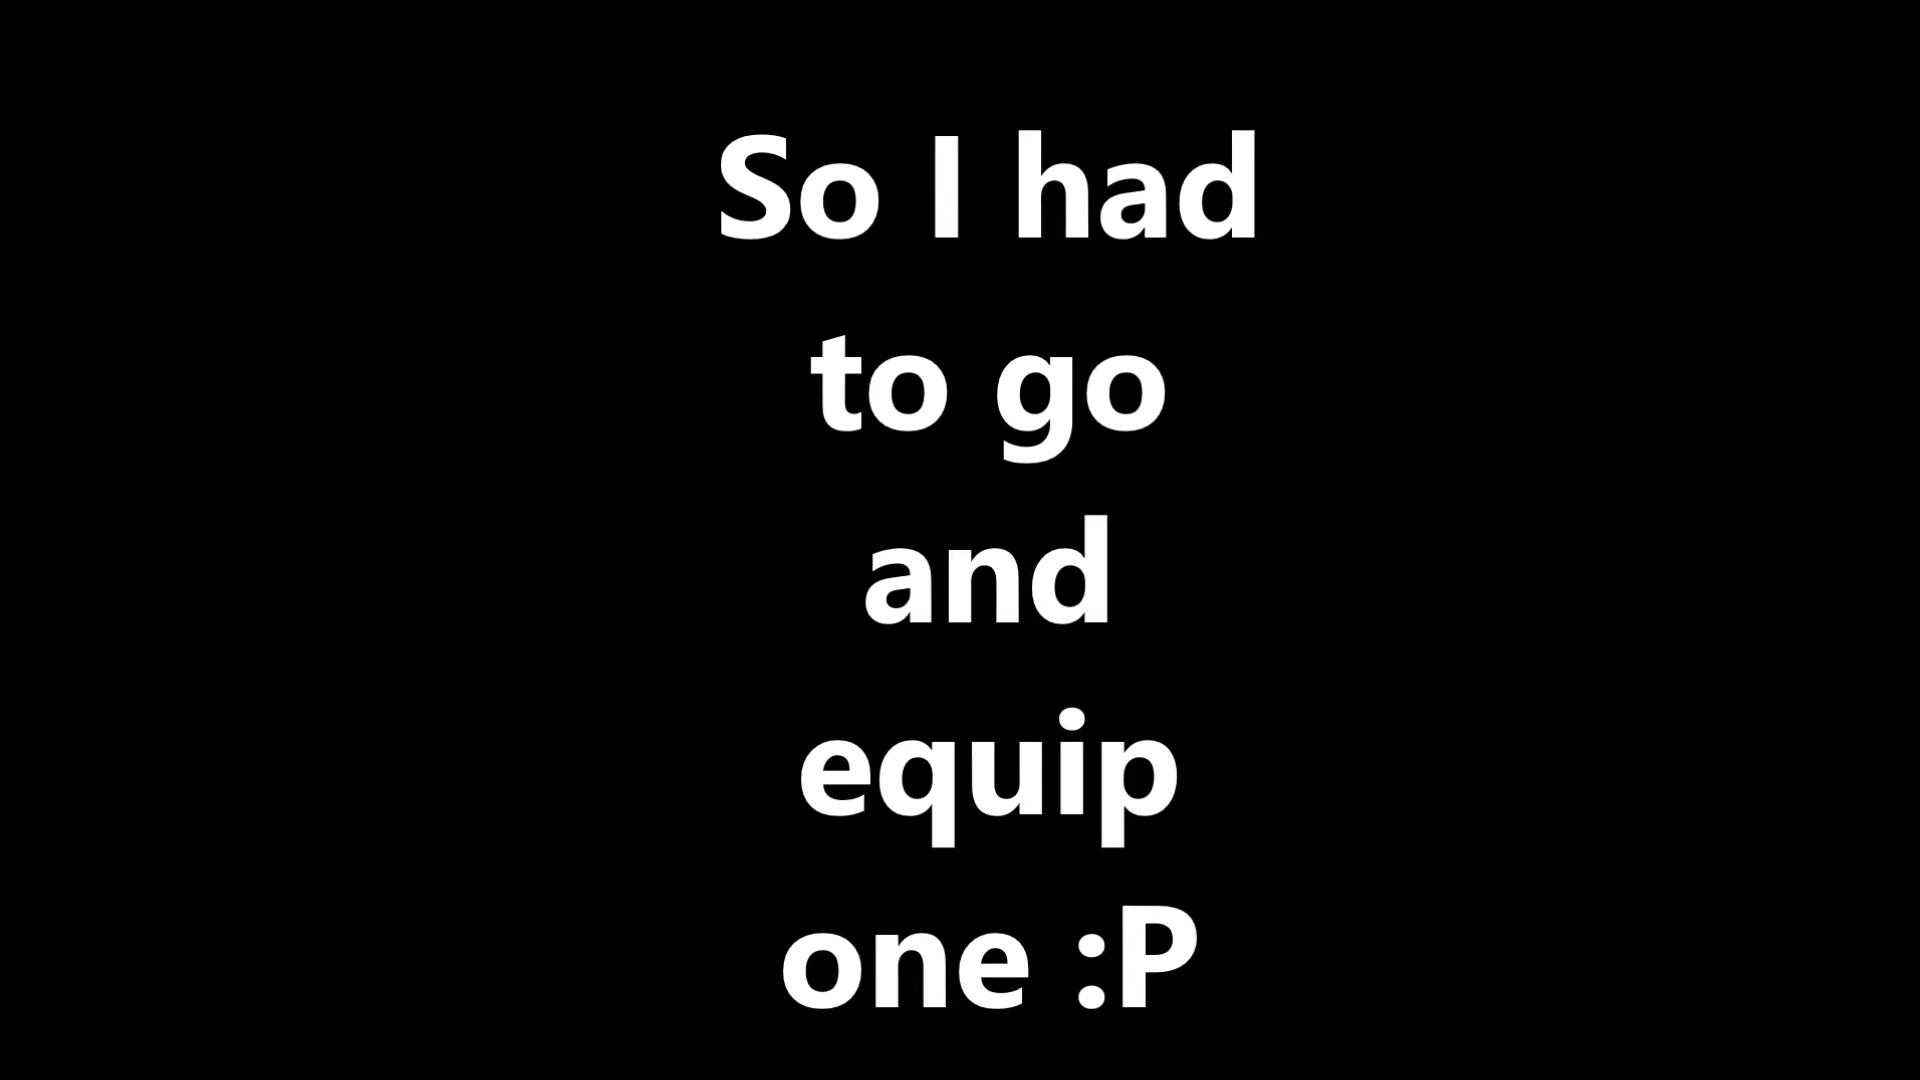 So I had
to go
and
equip
one :P